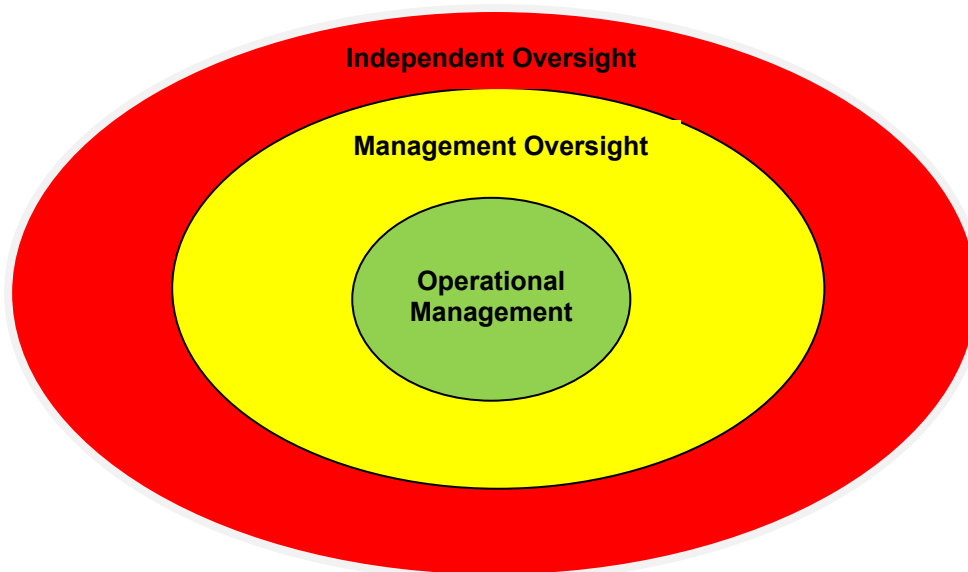 Independent Oversight
Management Oversight
Operational
Management